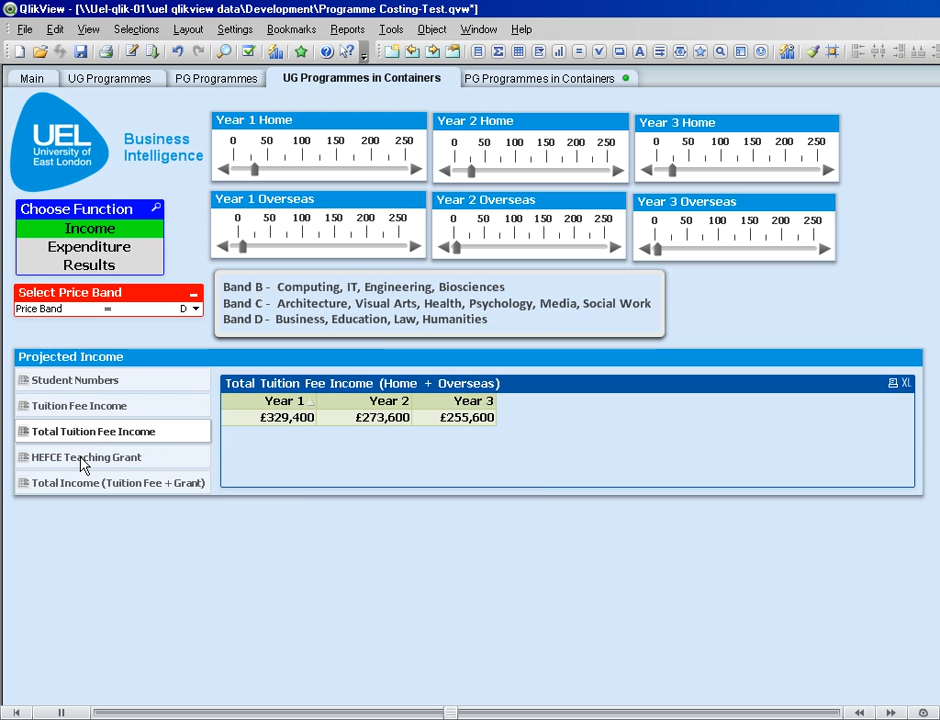 QlikView - [\\Uel-qlik-01\uel qlikview data\Development\Programme Costing-Test.qvw*]
File Edit View Selections Layout Settings Bookmarks Reports Tools Object Window Help
Main UG Programmes PG Programmes UG Programmes in Containers PG Programmes in Containers
UEL
University of
East London
Business
Intelligence
Year 1 Home
0 50 100 150 200 250
Year 2 Home
0 50 100 150 200 250
Year 3 Home
0 50 100 150 200 250
Year 1 Overseas
0 50 100 150 200 250
Year 2 Overseas
0 50 100 150 200 250
Year 3 Overseas
0 50 100 150 200 250
Choose Function
Income
Expenditure
Results
Select Price Band
Price Band = D
Band B - Computing, IT, Engineering, Biosciences
Band C - Architecture, Visual Arts, Health, Psychology, Media, Social Work
Band D - Business, Education, Law, Humanities
Projected Income
Student Numbers
Tuition Fee Income
Total Tuition Fee Income
HEFCE Teaching Grant
Total Income (Tuition Fee + Grant)
Total Tuition Fee Income (Home + Overseas) XL
Year 1 Year 2 Year 3
£329,400 £273,600 £255,600